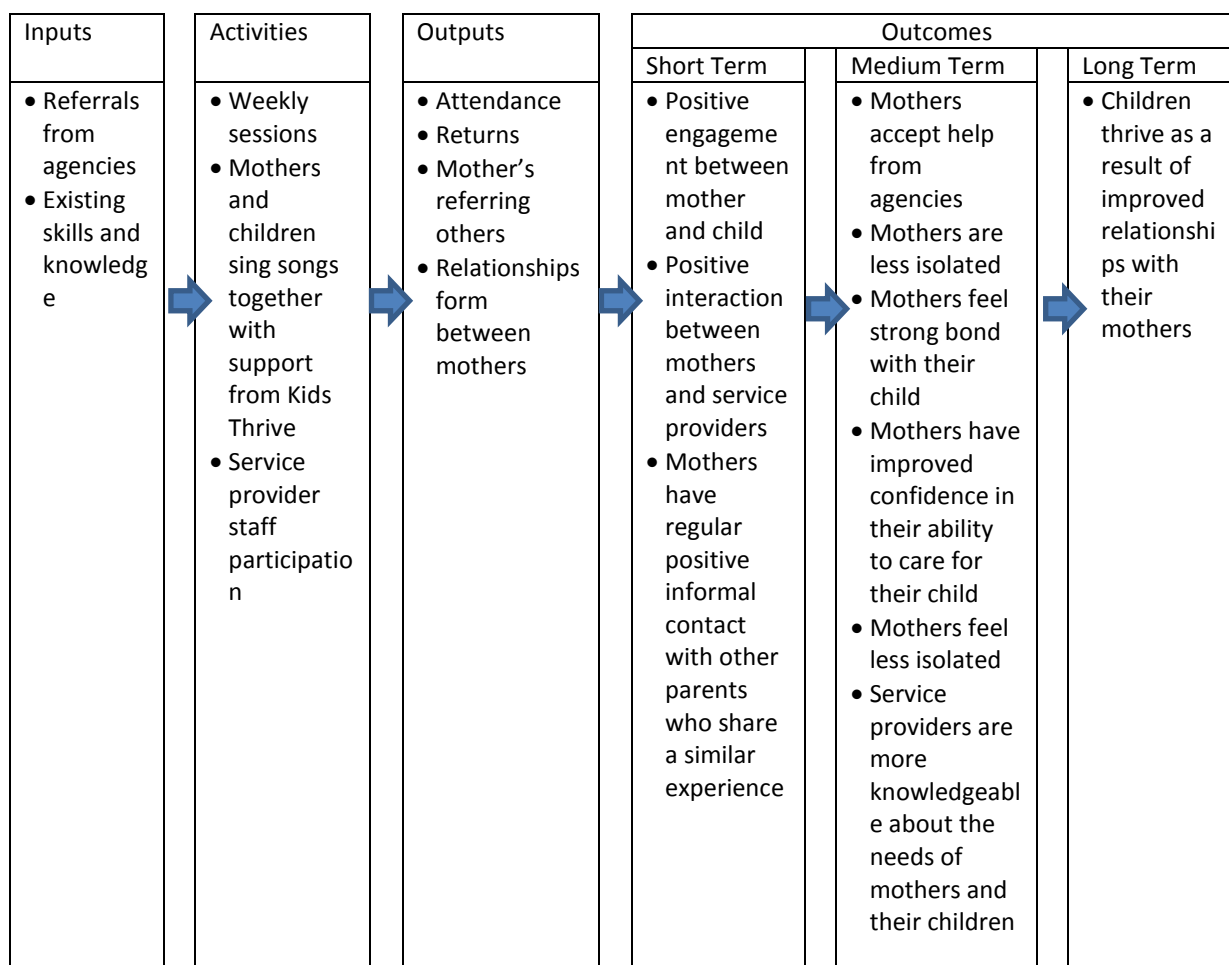 Inputs
• Referrals
from
agencies
• Existing
skills and
knowledg
e
Activities
• Weekly
sessions
• Mothers
and
children
sing songs
together
with
support
from Kids
Thrive
• Service
provider
staff
participatio
n
Outputs
• Attendance
• Returns
• Mother’s
referring
others
• Relationships
form
between
mothers
Outcomes
Short Term
• Positive
engageme
nt between
mother
and child
• Positive
interaction
between
mothers
and service
providers
• Mothers
have
regular
positive
informal
contact
with other
parents
who share
a similar
experience
Medium Term
• Mothers
accept help
from
agencies
• Mothers are
less isolated
• Mothers feel
strong bond
with their
child
• Mothers have
improved
confidence in
their ability
to care for
their child
• Mothers feel
less isolated
• Service
providers are
more
knowledgeabl
e about the
needs of
mothers and
their children
Long Term
• Children
thrive as a
result of
improved
relationshi
ps with
their
mothers